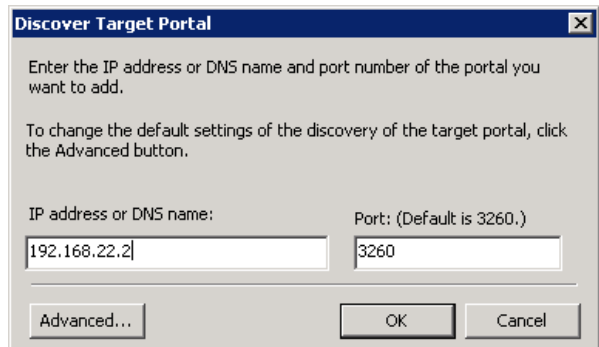 Discover Target Portal
Enter the IP address or DNS name and port number of the portal you
want to add.
To change the default settings of the discovery of the target portal, click
the Advanced button.
IP address or DNS name:
Port: (Default is 3260.)
192.168.22.2
3260
Advanced...
OK
Cancel